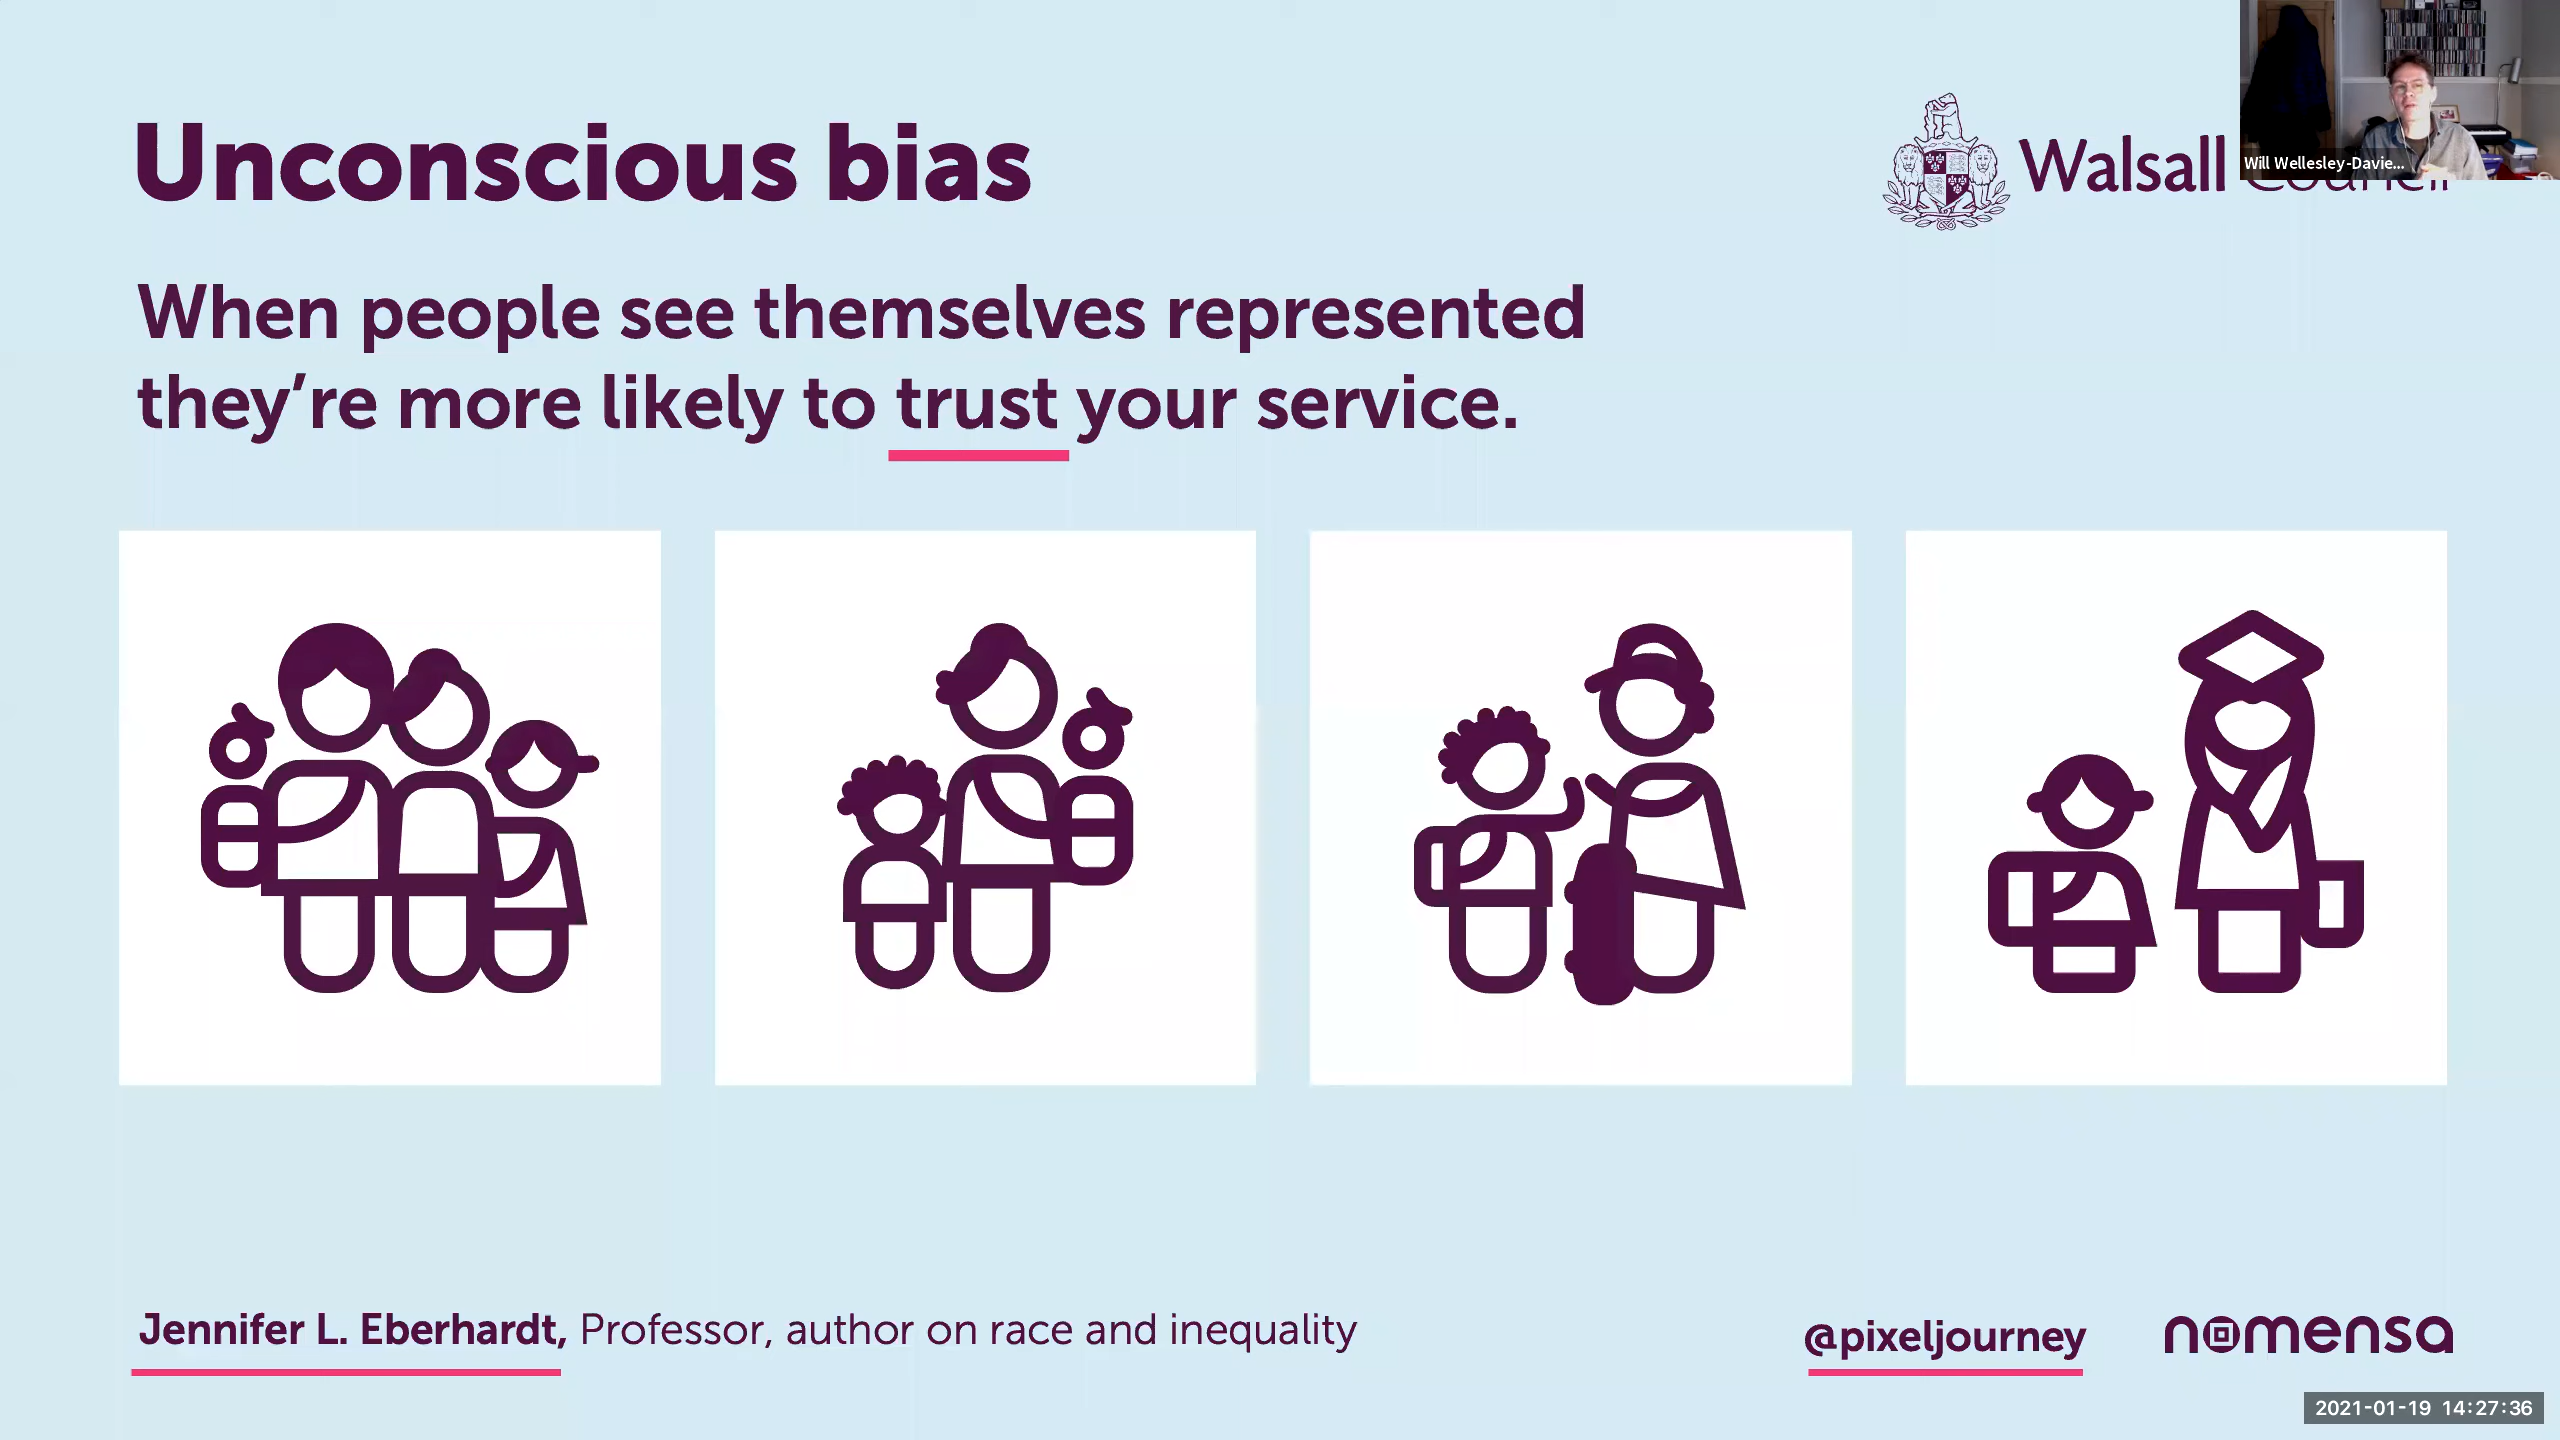 Unconscious bias
Walsall Council
Will Wellesley-Davie...
When people see themselves represented
they’re more likely to trust your service.
Jennifer L. Eberhardt, Professor, author on race and inequality
@pixeljourney
nomensa
2021-01-19 14:27:36